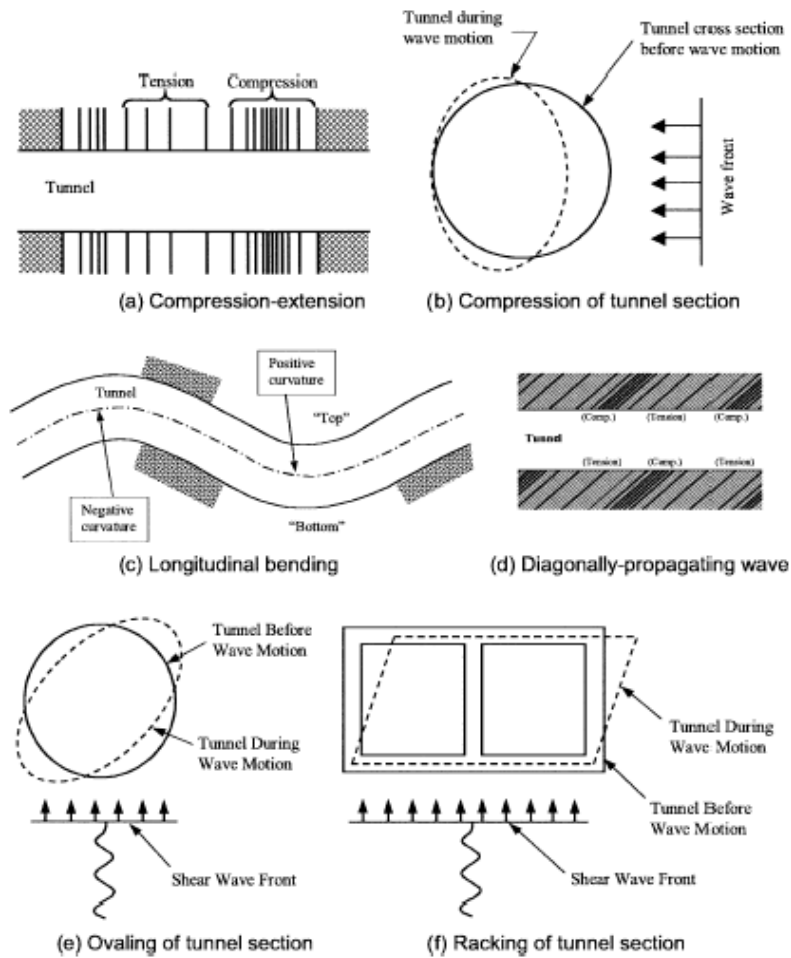 Tension
Compression
Tunnel
(a) Compression-extension
Tunnel during
wave motion
Tunnel cross section
before wave motion
Wave front
(b) Compression of tunnel section
Tunnel
Positive
curvature
"Top"
Negative
curvature
"Bottom"
(c) Longitudinal bending
(Comp.) (Tension) (Comp.)
Tunnel
(Tension) (Comp.) (Tension)
(d) Diagonally-propagating wave
Tunnel Before
Wave Motion
Tunnel During
Wave Motion
Shear Wave Front
(e) Ovaling of tunnel section
Tunnel During
Wave Motion
Tunnel Before
Wave Motion
Shear Wave Front
(f) Racking of tunnel section